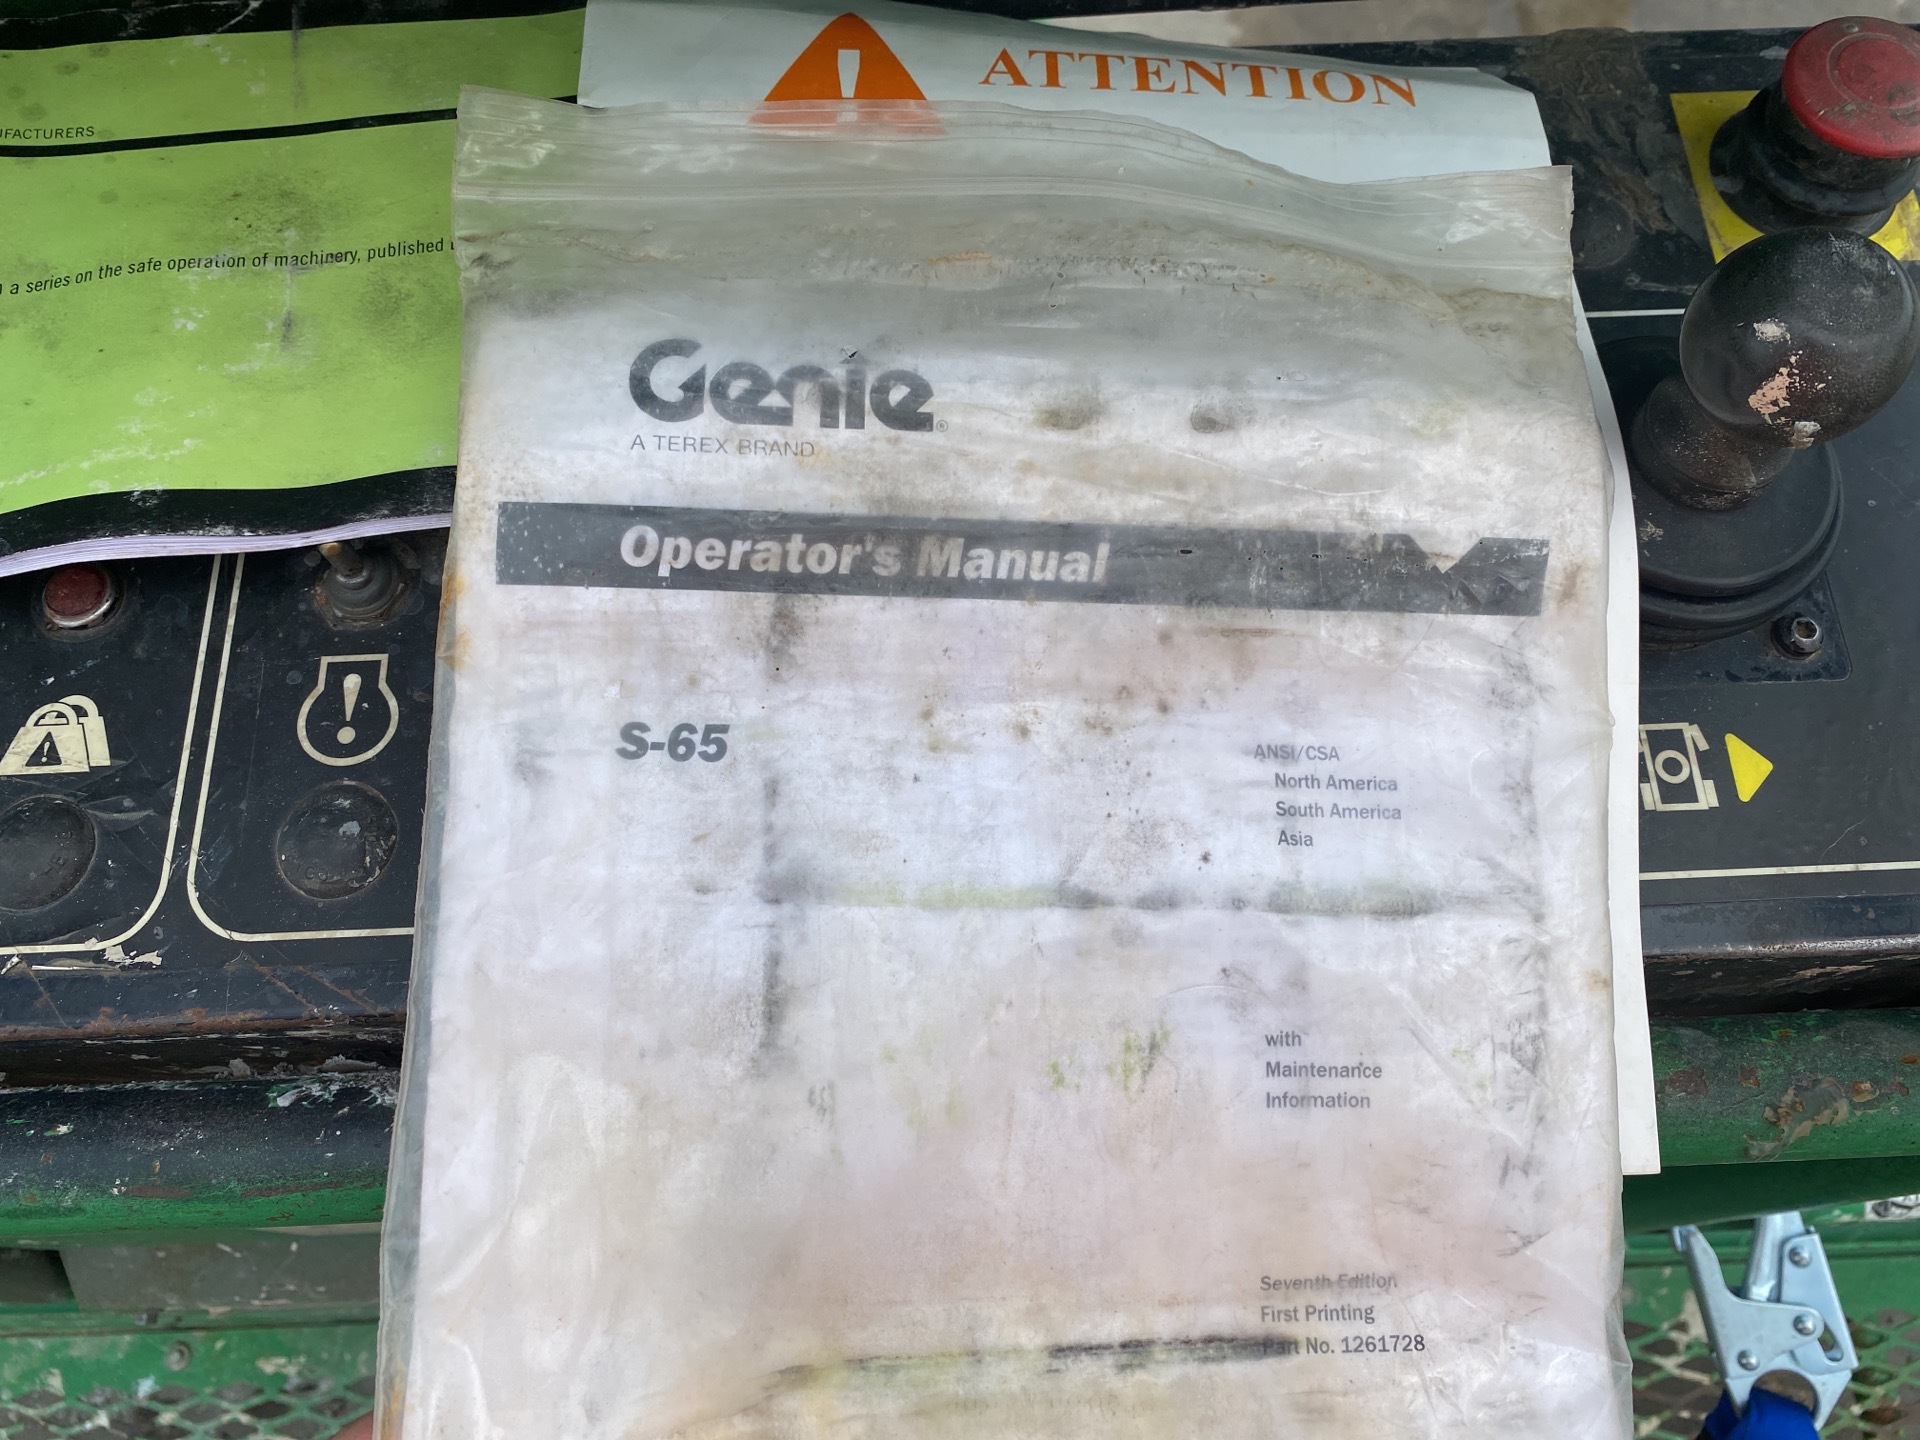 ATTENTION
UFACTURERS
a series on the safe operation of machinery, published
Genie®
A TEREX BRAND
Operator's Manual
S-65
ANSI/CSA
North America
South America
Asia
with
Maintenance
Information
Seventh Edition
First Printing
Part No. 1261728